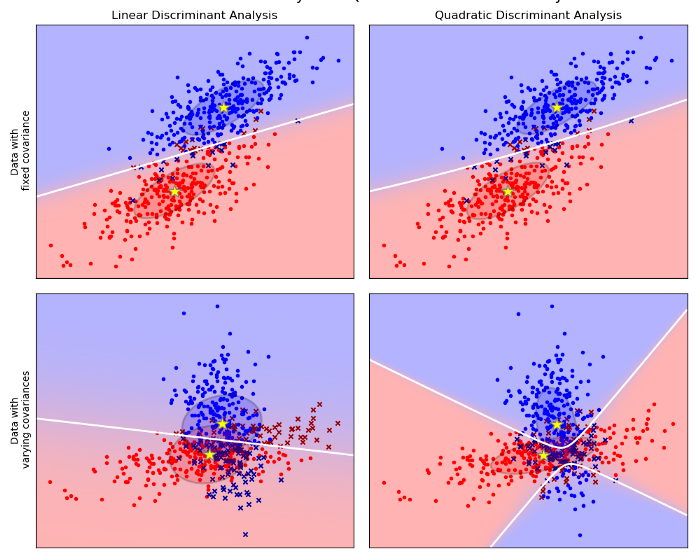 Linear Discriminant Analysis
Quadratic Discriminant Analysis
Data with
fixed covariance
Data with
varying covariances